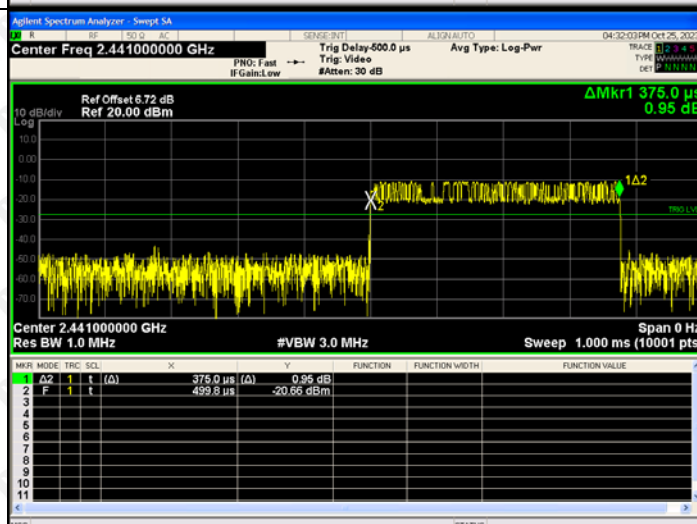 Agilent Spectrum Analyzer - Swept SA
R RF 50 Ω AC SENSE:INT ALIGN AUTO 04:32:03 PM Oct 25, 2023
Center Freq 2.441000000 GHz
PNO: Fast
IFGain:Low
Trig Delay-500.0 µs
Trig: Video
#Atten: 30 dB
Avg Type: Log-Pwr
TRACE 1 2 3 4 5
TYPE
DET P N N N N
ΔMkr1 375.0 µs
0.95 dB
Ref Offset 6.72 dB
10 dB/div Ref 20.00 dBm
Log
10.0
0.00
-10.0
1Δ2
-20.0
2
TRIG LVL
-30.0
-40.0
-50.0
-60.0
-70.0
Center 2.441000000 GHz Span 0 Hz
Res BW 1.0 MHz #VBW 3.0 MHz Sweep 1.000 ms (10001 pts
MKR MODE TRC SCL X Y FUNCTION FUNCTION WIDTH FUNCTION VALUE
1 Δ2 1 t (Δ) 375.0 µs (Δ) 0.95 dB
2 F 1 t 499.8 µs -20.66 dBm
3
4
5
6
7
8
9
10
11